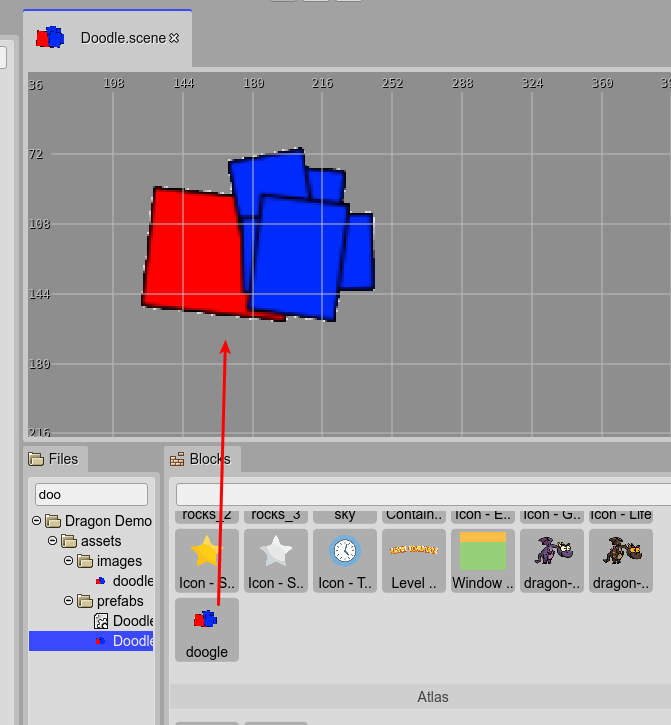 Doodle.scene
36 108 144 180 216 252 288 324 360
72
108
144
180
216
Files
Blocks
doo
Dragon Demo
assets
images
doodle
prefabs
Doodle
Doodle
rocks_2 rocks_3 sky Contain.. Icon - E.. Icon - G.. Icon - Life
Icon - S.. Icon - S.. Icon - T.. Level .. Window .. dragon-.. dragon-..
doogle
Atlas